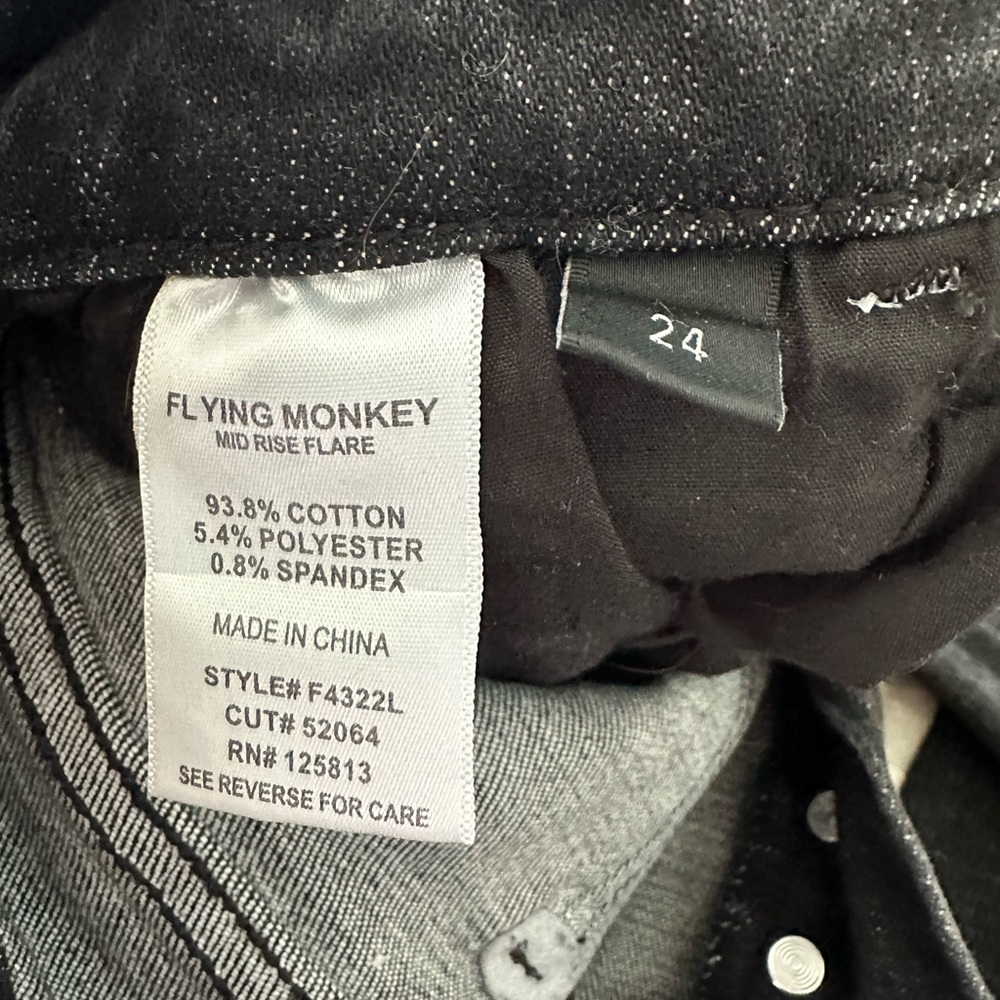 FLYING MONKEY
MID RISE FLARE
93.8% COTTON
5.4% POLYESTER
0.8% SPANDEX
MADE IN CHINA
STYLE# F4322L
CUT# 52064
RN# 125813
SEE REVERSE FOR CARE
24